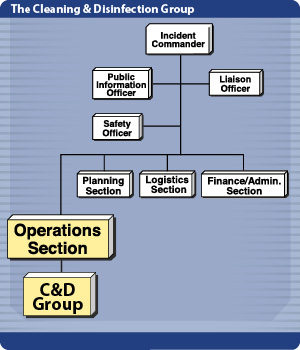 The Cleaning & Disinfection Group
Incident
Commander
Public
Information
Officer
Liaison
Officer
Safety
Officer
Planning
Section
Logistics
Section
Finance/Admin.
Section
Operations
Section
C&D
Group